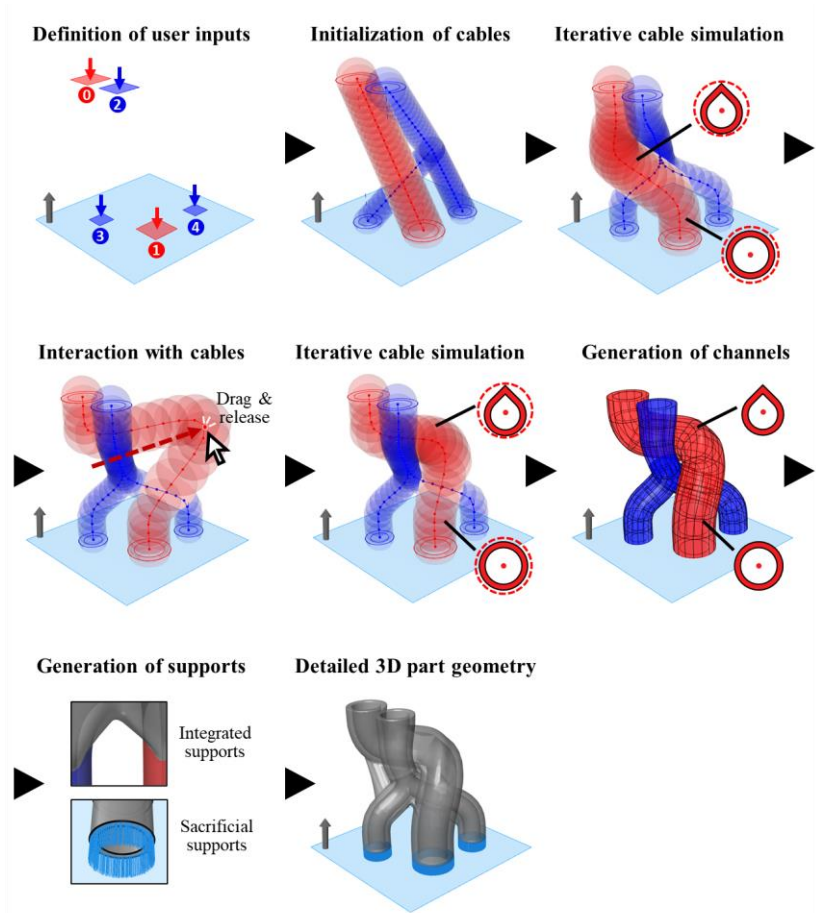 Definition of user inputs
Initialization of cables
Iterative cable simulation
0
2
3
4
1
Interaction with cables
Iterative cable simulation
Generation of channels
Drag &
release
Generation of supports
Detailed 3D part geometry
Integrated
supports
Sacrificial
supports